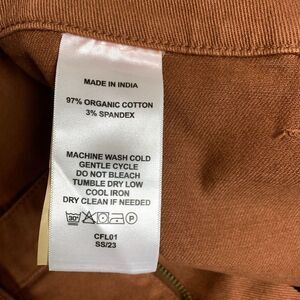 MADE IN INDIA
97% ORGANIC COTTON
3% SPANDEX
MACHINE WASH COLD
GENTLE CYCLE
DO NOT BLEACH
TUMBLE DRY LOW
COOL IRON
DRY CLEAN IF NEEDED
30° P
CFL01
SS/23